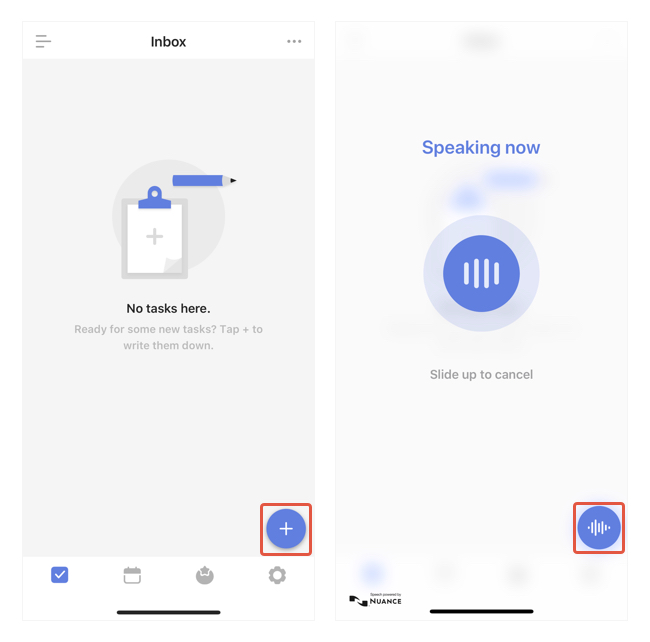 Inbox
No tasks here.
Ready for some new tasks? Tap + to
write them down.
Speaking now
Slide up to cancel
Speech powered by
NUANCE